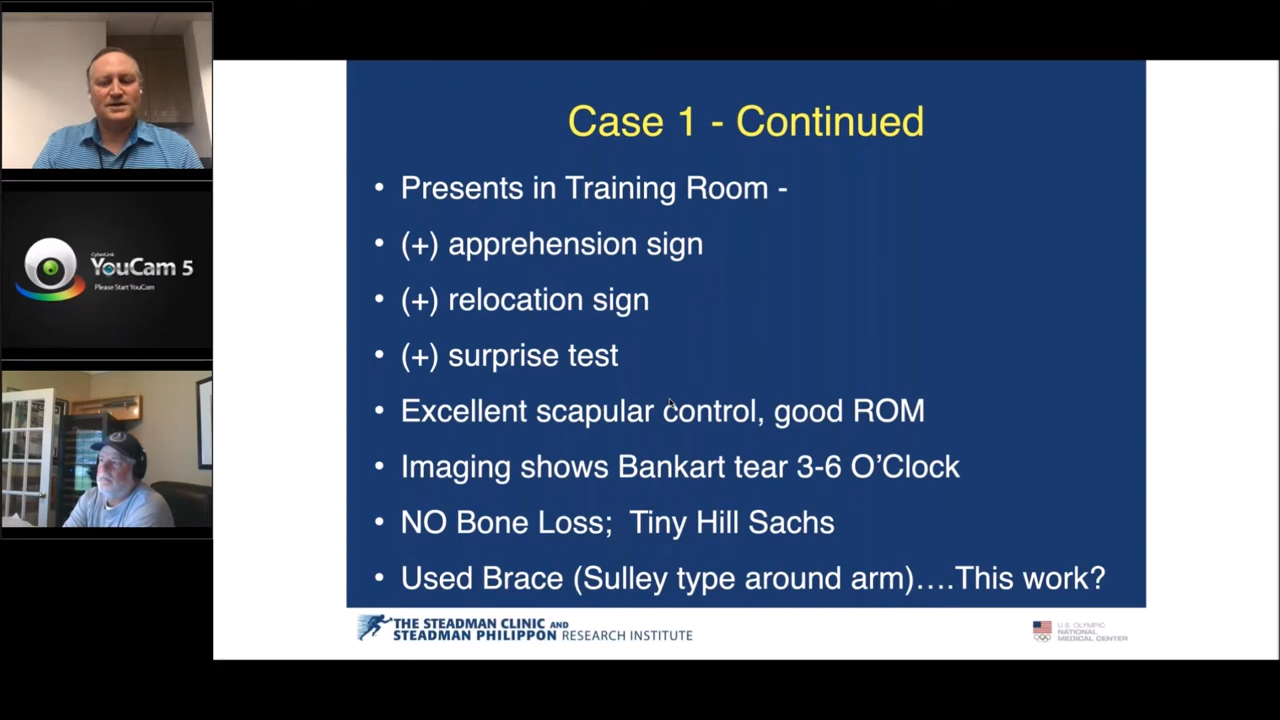 CyberLink
YouCam 5
Please Start YouCam
Case 1 - Continued
• Presents in Training Room -
• (+) apprehension sign
• (+) relocation sign
• (+) surprise test
• Excellent scapular control, good ROM
• Imaging shows Bankart tear 3-6 O’Clock
• NO Bone Loss;  Tiny Hill Sachs
• Used Brace (Sulley type around arm)….This work?
THE STEADMAN CLINIC AND
STEADMAN PHILIPPON RESEARCH INSTITUTE
U.S. OLYMPIC
NATIONAL
MEDICAL CENTER